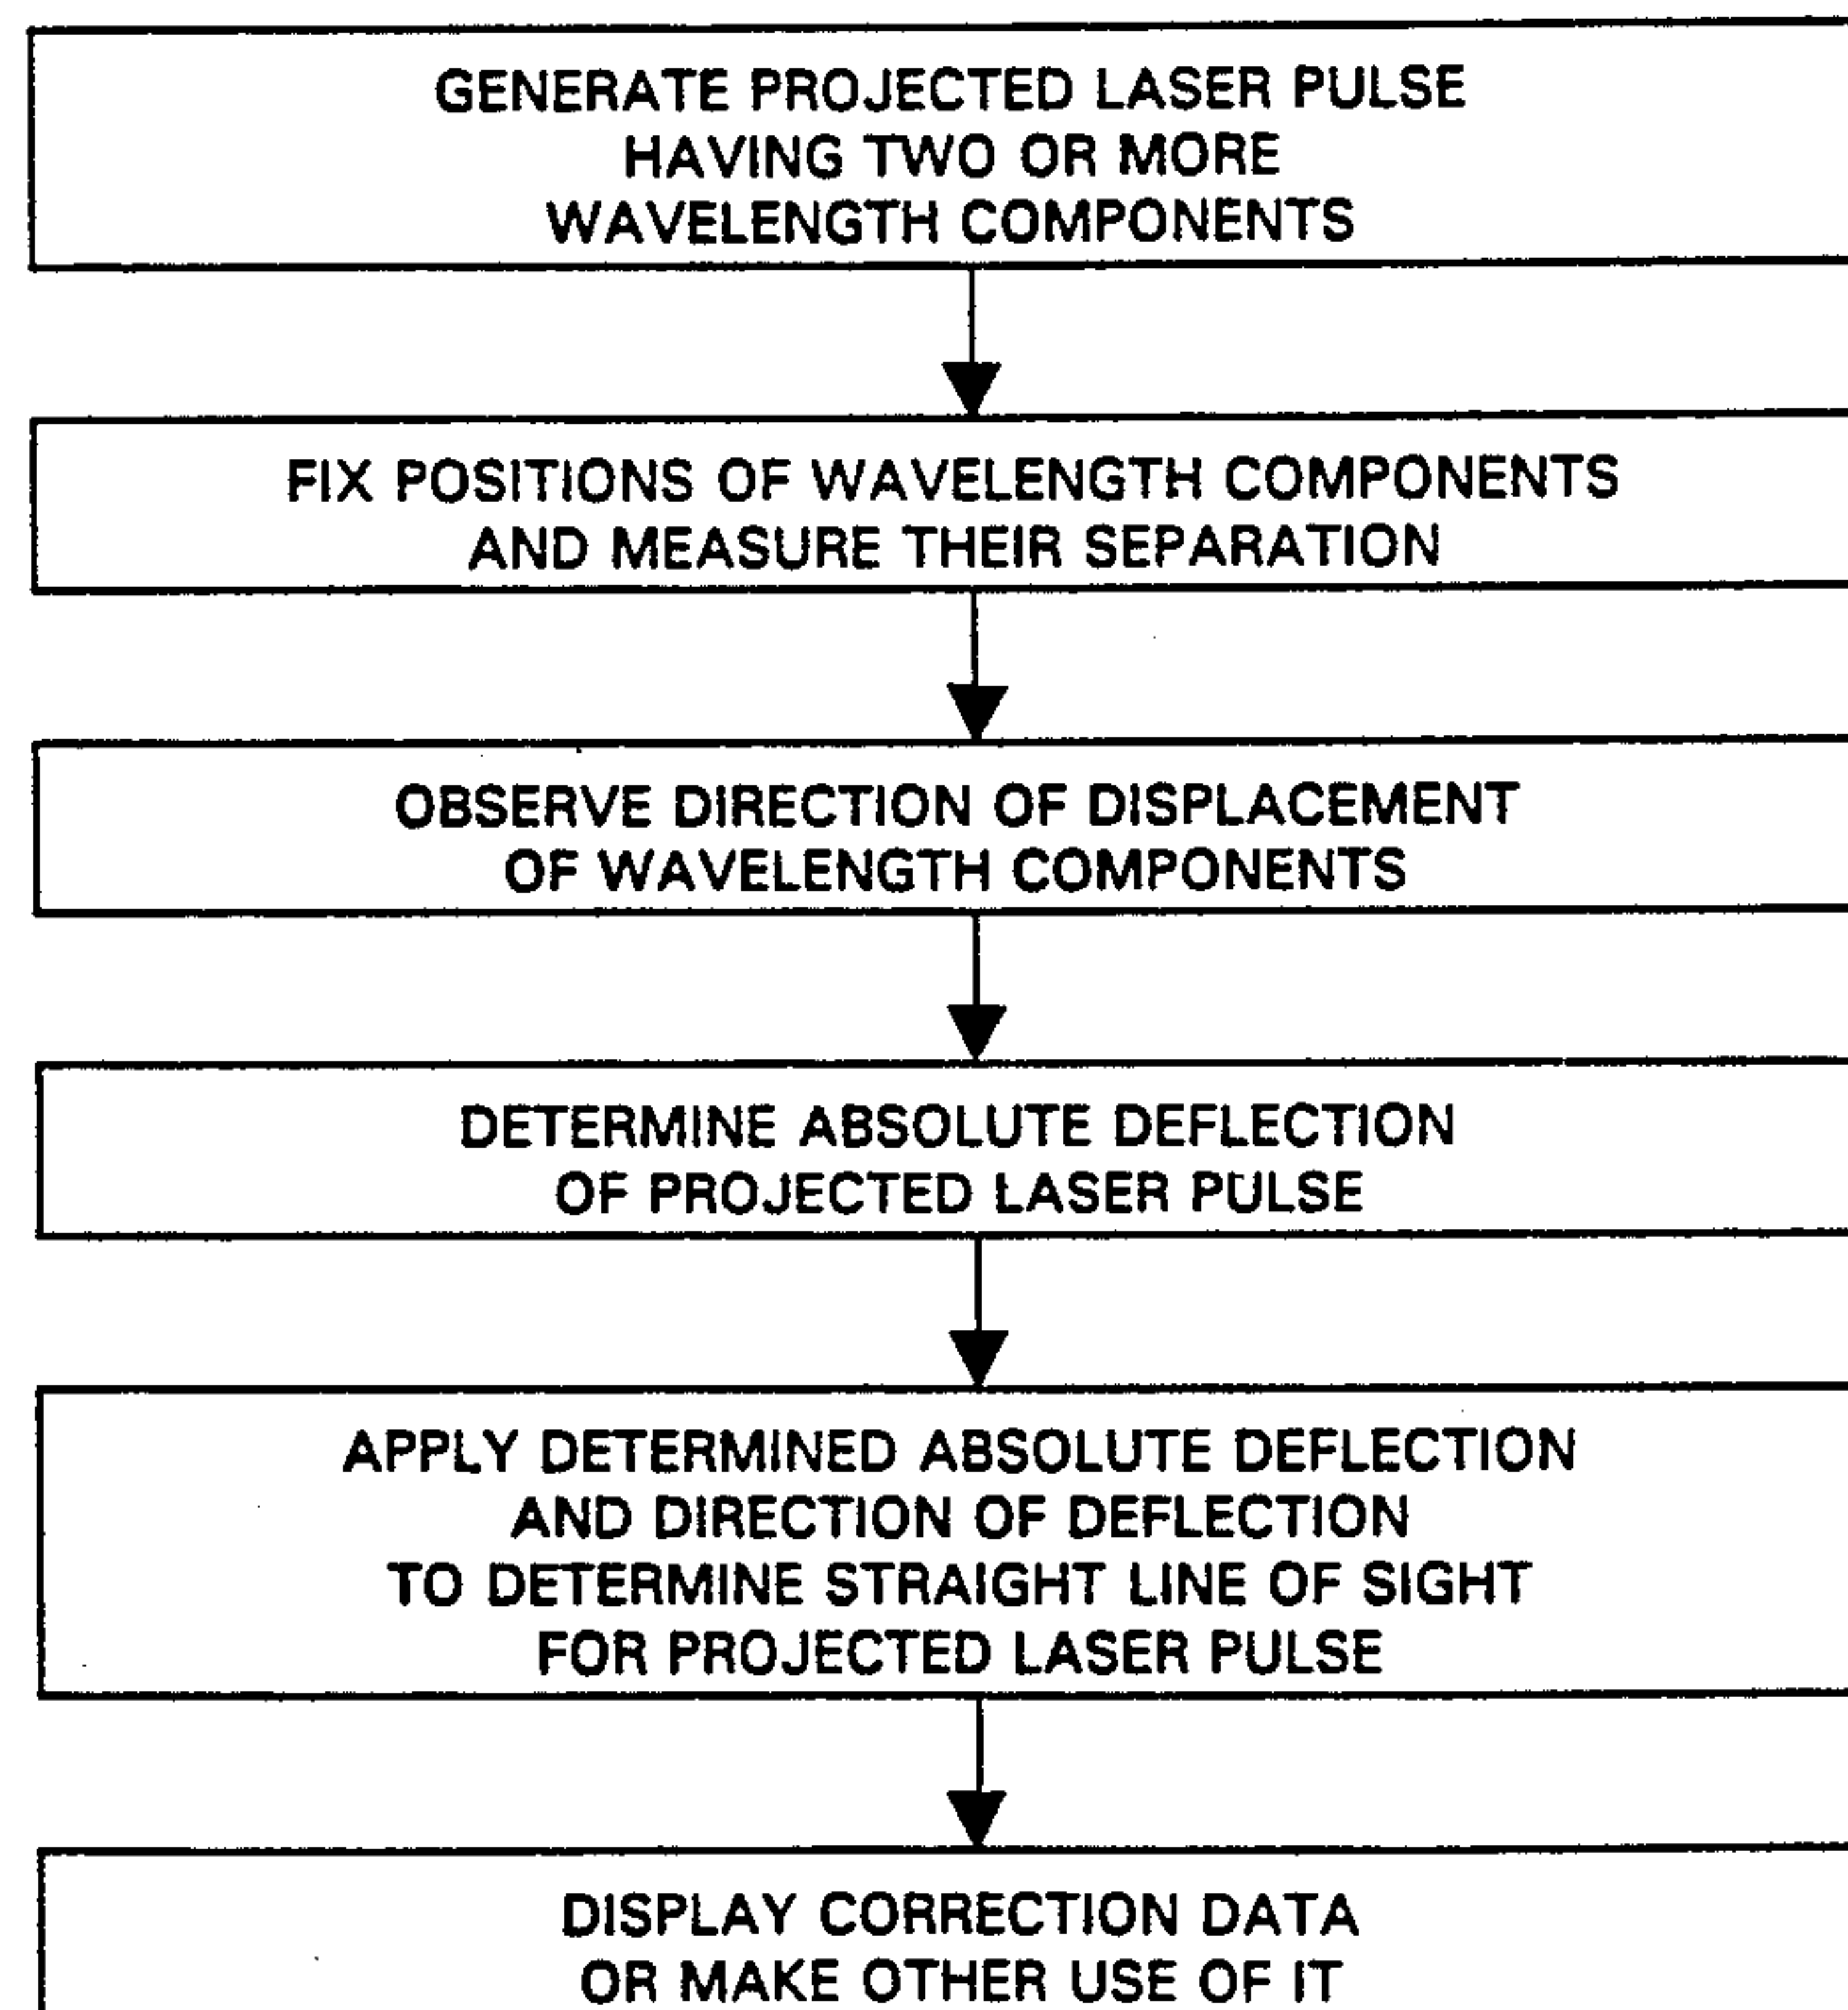 GENERATE PROJECTED LASER PULSE
HAVING TWO OR MORE
WAVELENGTH COMPONENTS
FIX POSITIONS OF WAVELENGTH COMPONENTS
AND MEASURE THEIR SEPARATION
OBSERVE DIRECTION OF DISPLACEMENT
OF WAVELENGTH COMPONENTS
DETERMINE ABSOLUTE DEFLECTION
OF PROJECTED LASER PULSE
APPLY DETERMINED ABSOLUTE DEFLECTION
AND DIRECTION OF DEFLECTION
TO DETERMINE STRAIGHT LINE OF SIGHT
FOR PROJECTED LASER PULSE
DISPLAY CORRECTION DATA
OR MAKE OTHER USE OF IT